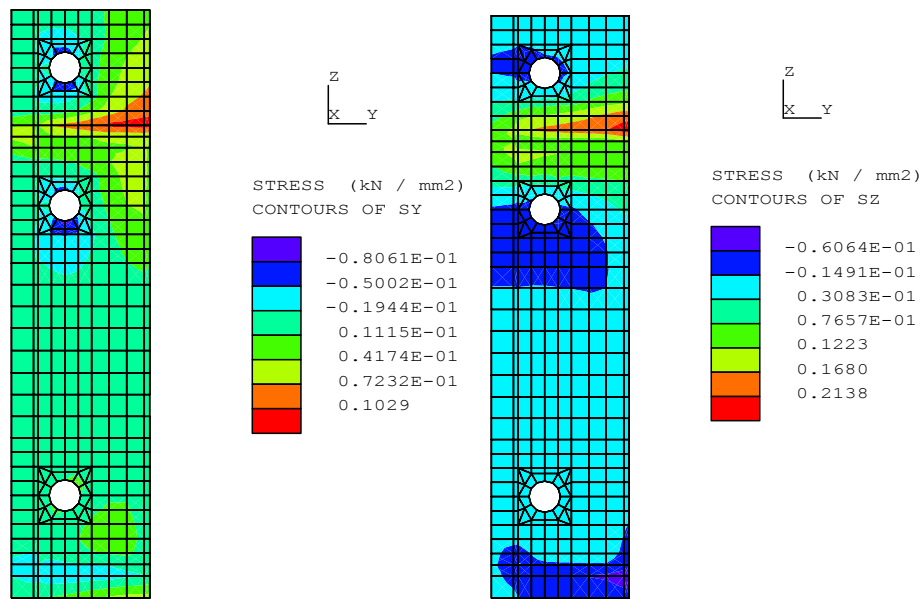 Z
X Y
STRESS (kN / mm2)
CONTOURS OF SY
-0.8061E-01
-0.5002E-01
-0.1944E-01
0.1115E-01
0.4174E-01
0.7232E-01
0.1029
Z
X Y
STRESS (kN / mm2)
CONTOURS OF SZ
-0.6064E-01
-0.1491E-01
0.3083E-01
0.7657E-01
0.1223
0.1680
0.2138